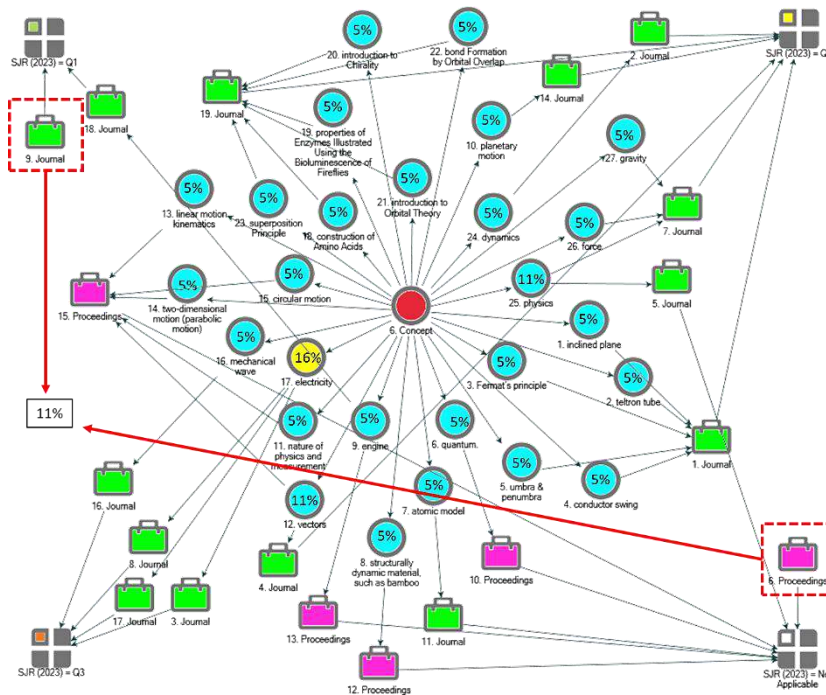 5%
20. introduction to
Chirality
5%
22. bond Formation
by Orbital Overlap
2. Journal
SJR (2023) = Q1
SJR (2023) = Q
18. Journal
9. Journal
19. Journal
14. Journal
5%
19. properties of
Enzymes Illustrated
Using the
Bioluminescence of
Fireflies
5%
10. planetary
motion
5%
27. gravity
5%
13. linear motion
kinematics
5%
23. superposition
Principle
5%
18. construction of
Amino Acids
5%
21. introduction to
Orbital Theory
5%
24. dynamics
5%
26. force
7. Journal
15. Proceedings
5%
14. two-dimensional
motion (parabolic
motion)
5%
15. circular motion
6. Concept
11%
25. physics
5. Journal
5%
16. mechanical
wave
16%
17. electricity
5%
1. inclined plane
5%
3. Fermat's principle
5%
2. teltron tube
11%
5%
11. nature of
physics and
measurement
5%
9. engine
5%
6. quantum.
5%
5. umbra &
penumbra
5%
4. conductor swing
1. Journal
16. Journal
11%
12. vectors
5%
7. atomic model
8. Journal
4. Journal
5%
8. structurally
dynamic material,
such as bamboo
10. Proceedings
6. Proceedings
17. Journal
3. Journal
13. Proceedings
11. Journal
12. Proceedings
SJR (2023) = Q3
SJR (2023) = No
Applicable